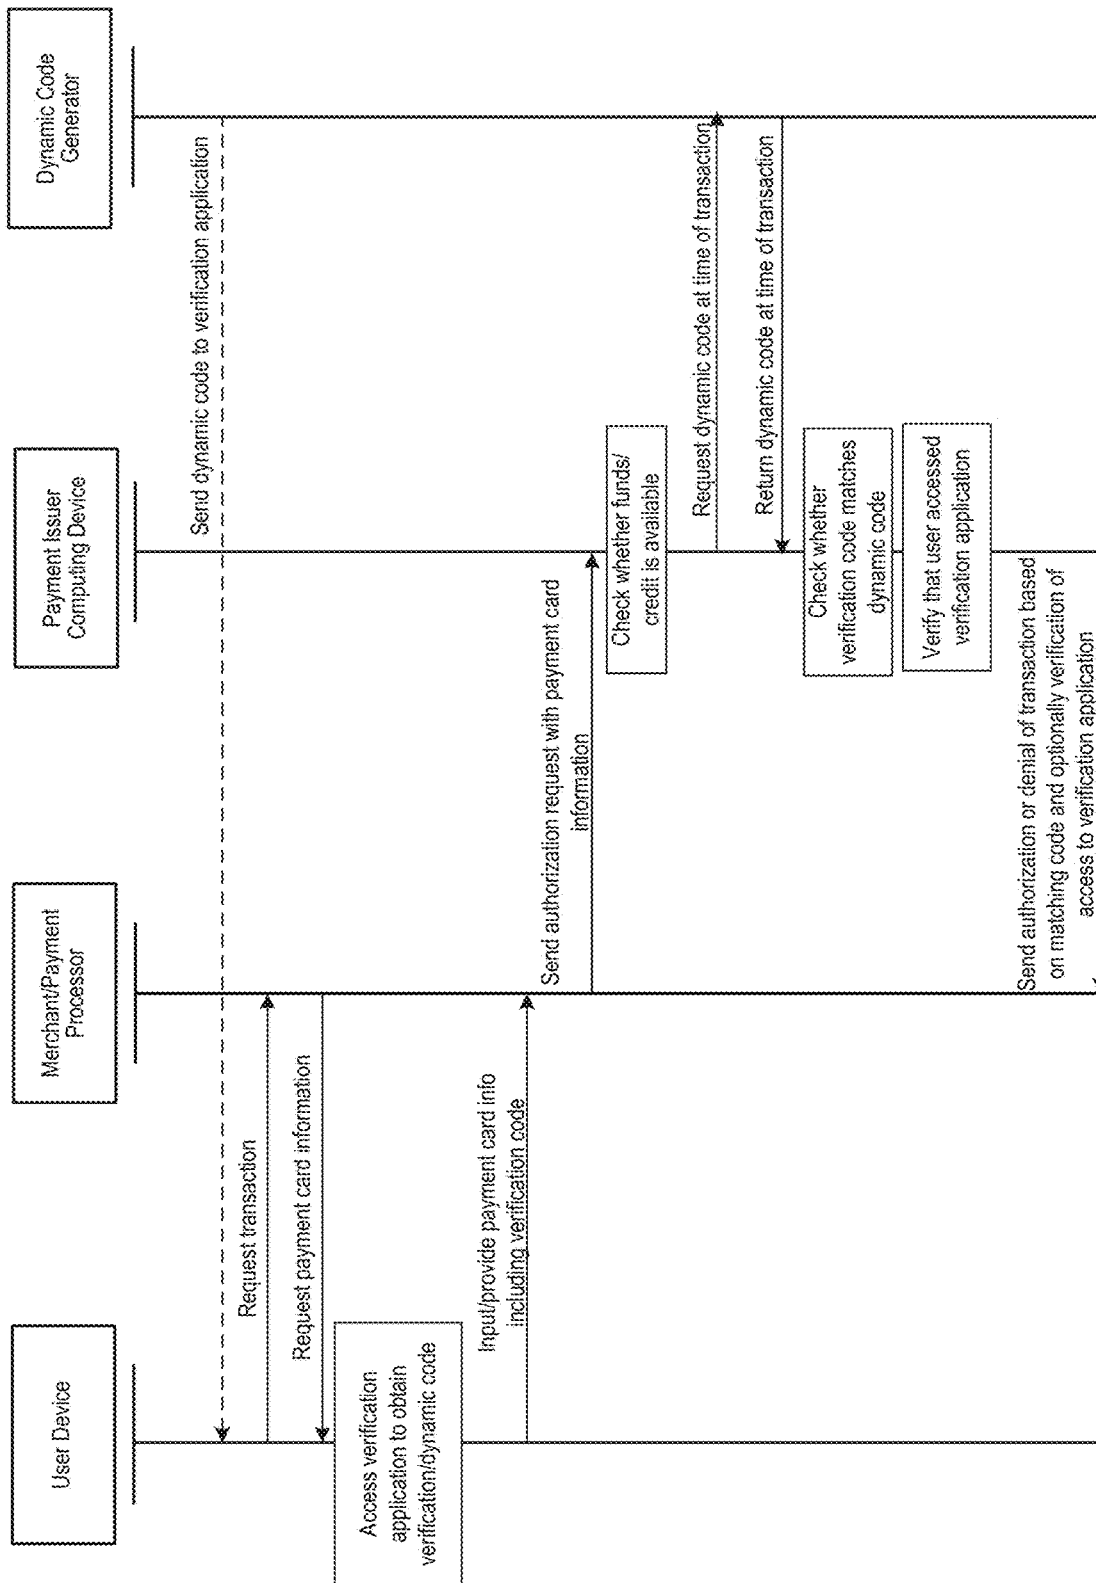 User Device
Merchant/Payment
Processor
Payment Issuer
Computing Device
Dynamic Code
Generator
Send dynamic code to verification application
Request transaction
Request payment card information
Access verification
application to obtain
verification/dynamic code
Input/provide payment card info
including verification code
Send authorization request with payment card
information
Check whether funds/
credit is available
Request dynamic code at time of transaction
Return dynamic code at time of transaction
Check whether
verification code matches
dynamic code
Verify that user accessed
verification application
Send authorization or denial of transaction based
on matching code and optionally verification of
access to verification application